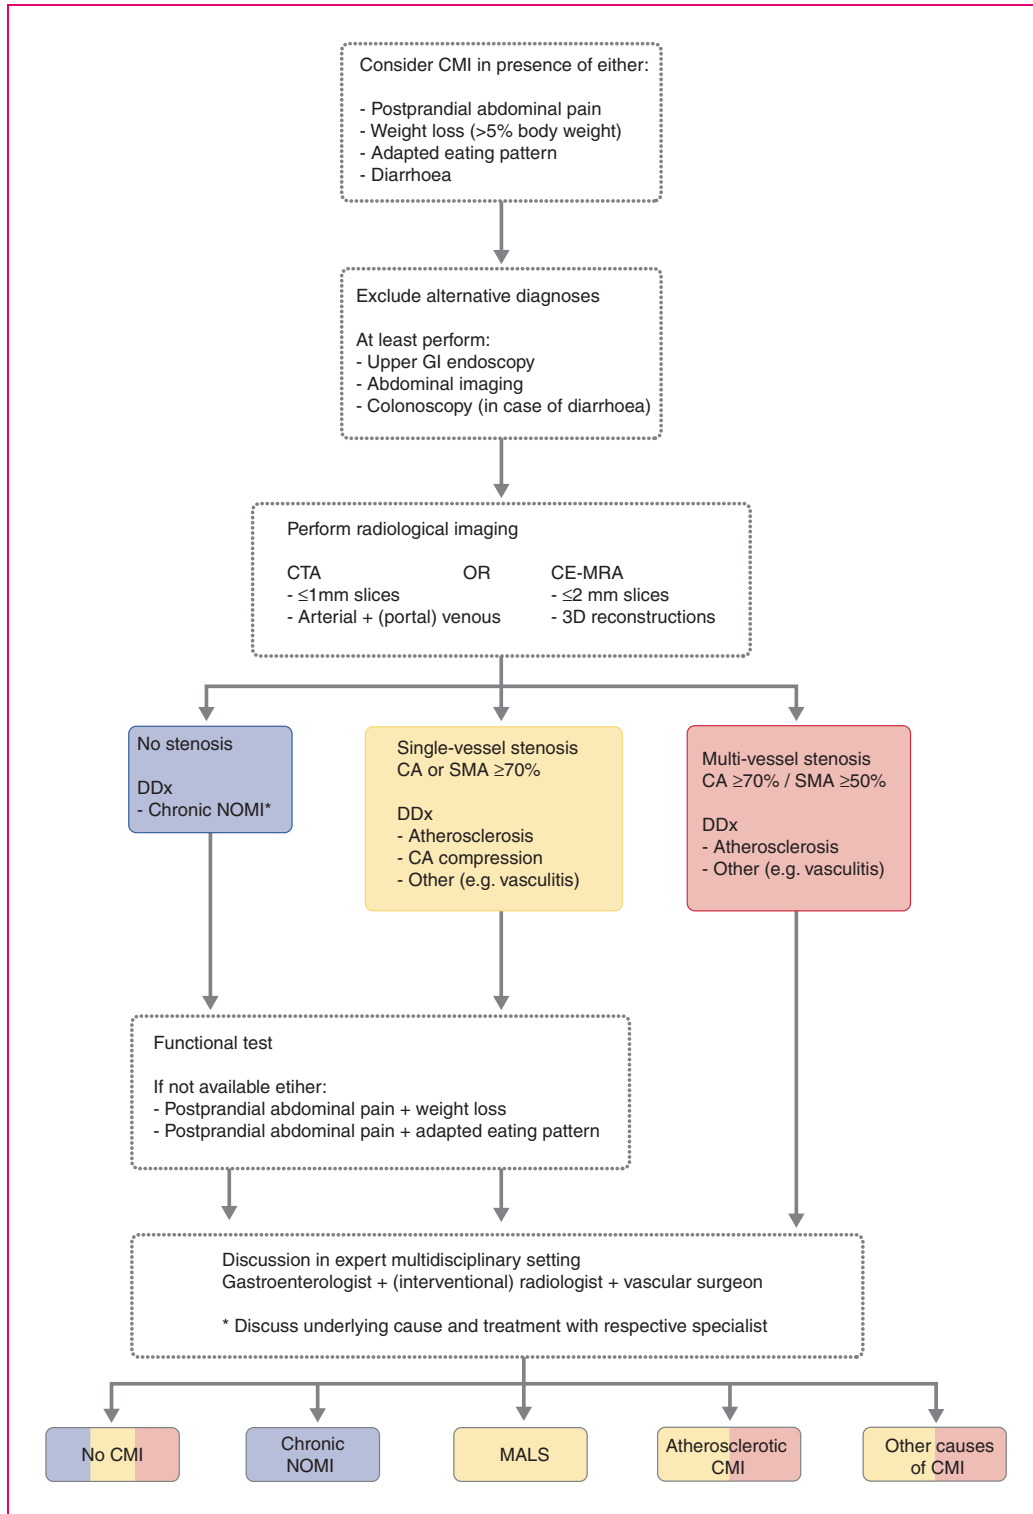 Consider CMI in presence of either:
- Postprandial abdominal pain
- Weight loss (>5% body weight)
- Adapted eating pattern
- Diarrhoea
Exclude alternative diagnoses
At least perform:
- Upper GI endoscopy
- Abdominal imaging
- Colonoscopy (in case of diarrhoea)
Perform radiological imaging
CTA OR CE-MRA
- ≤1mm slices - ≤2 mm slices
- Arterial + (portal) venous - 3D reconstructions
No stenosis
DDx
- Chronic NOMI*
Single-vessel stenosis
CA or SMA ≥70%
DDx
- Atherosclerosis
- CA compression
- Other (e.g. vasculitis)
Multi-vessel stenosis
CA ≥70% / SMA ≥50%
DDx
- Atherosclerosis
- Other (e.g. vasculitis)
Functional test
If not available etiher:
- Postprandial abdominal pain + weight loss
- Postprandial abdominal pain + adapted eating pattern
Discussion in expert multidisciplinary setting
Gastroenterologist + (interventional) radiologist + vascular surgeon
* Discuss underlying cause and treatment with respective specialist
No CMI
Chronic
NOMI
MALS
Atherosclerotic
CMI
Other causes
of CMI